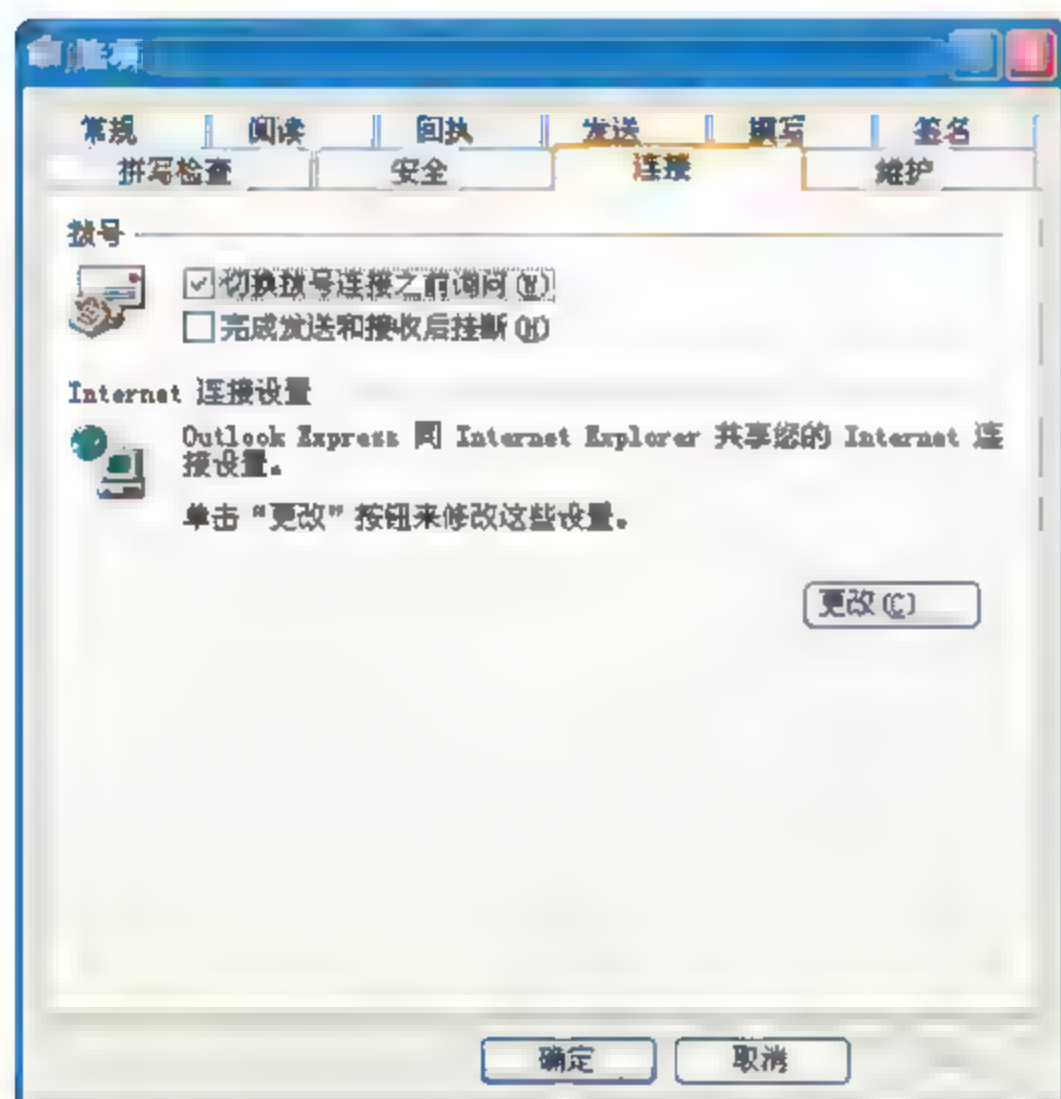 选项
常规 阅读 回执 发送 撰写 签名
拼写检查 安全 连接 维护
拨号
切换拨号连接之前询问(W)
完成发送和接收后挂断(H)
Internet 连接设置
Outlook Express 同 Internet Explorer 共享您的 Internet 连
接设置。
单击“更改”按钮来修改这些设置。
更改(C)
确定 取消